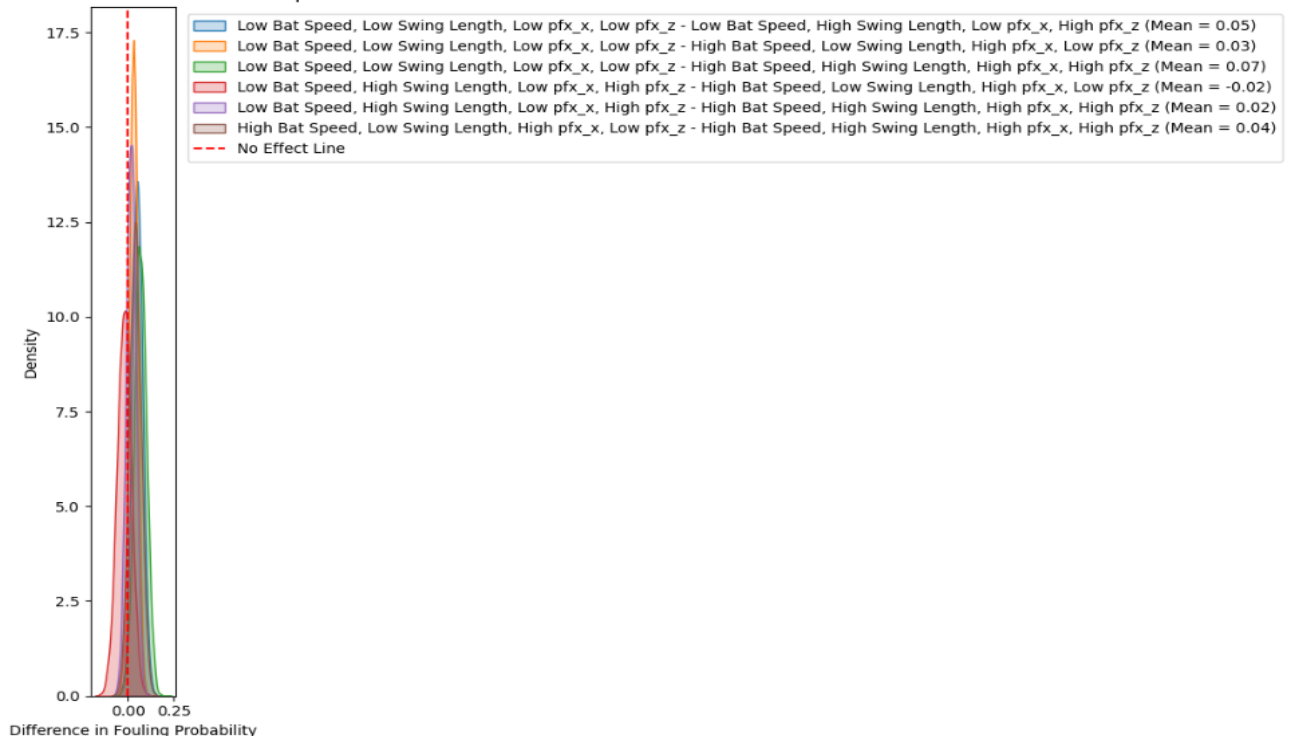 Low Bat Speed, Low Swing Length, Low pfx_x, Low pfx_z - Low Bat Speed, High Swing Length, Low pfx_x, High pfx_z (Mean = 0.05)
Low Bat Speed, Low Swing Length, Low pfx_x, Low pfx_z - High Bat Speed, Low Swing Length, High pfx_x, Low pfx_z (Mean = 0.03)
Low Bat Speed, Low Swing Length, Low pfx_x, Low pfx_z - High Bat Speed, High Swing Length, High pfx_x, High pfx_z (Mean = 0.07)
Low Bat Speed, High Swing Length, Low pfx_x, High pfx_z - High Bat Speed, Low Swing Length, High pfx_x, Low pfx_z (Mean = -0.02)
Low Bat Speed, High Swing Length, Low pfx_x, High pfx_z - High Bat Speed, High Swing Length, High pfx_x, High pfx_z (Mean = 0.02)
High Bat Speed, Low Swing Length, High pfx_x, Low pfx_z - High Bat Speed, High Swing Length, High pfx_x, High pfx_z (Mean = 0.04)
No Effect Line
17.5
15.0
12.5
10.0
7.5
5.0
2.5
0.0
Density
0.00 0.25
Difference in Fouling Probability